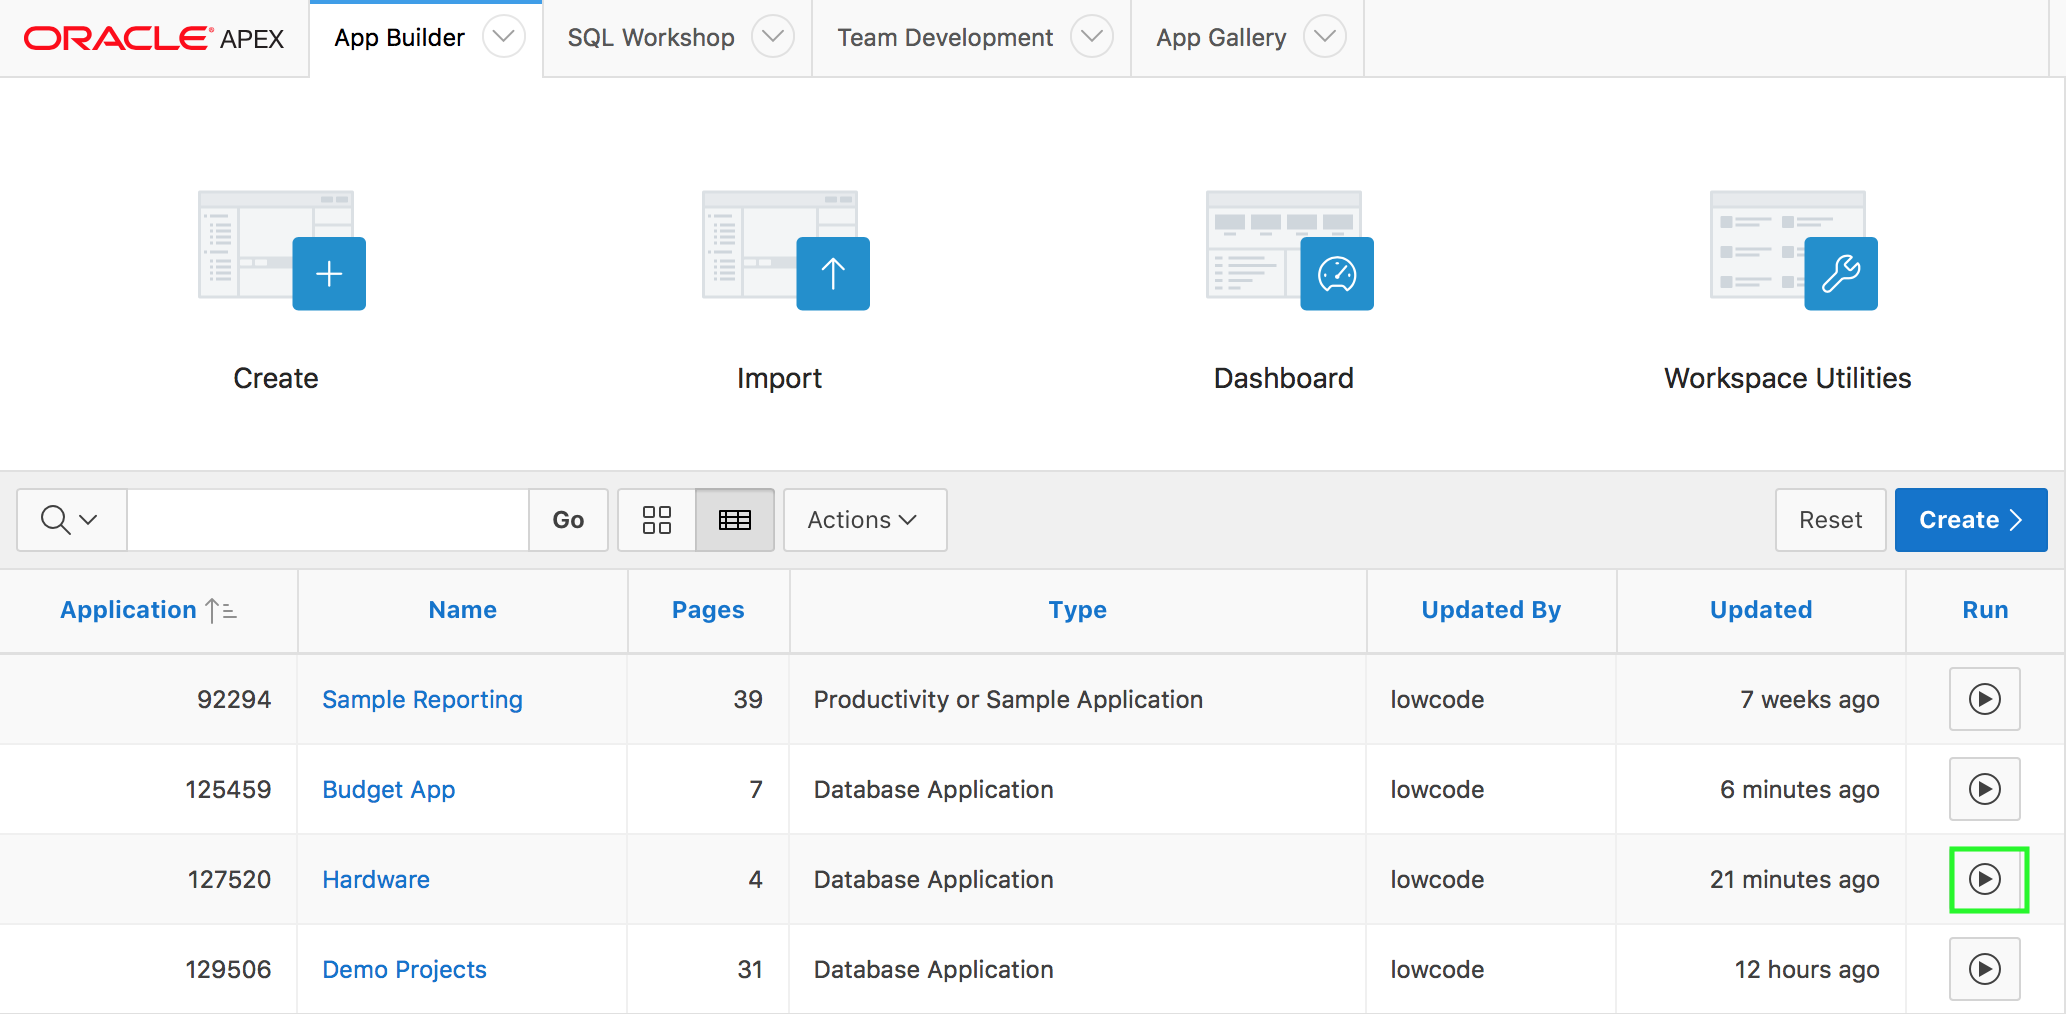 ORACLE APEX App Builder SQL Workshop Team Development App Gallery
Create Import Dashboard Workspace Utilities
Go Actions Reset Create
Application Name Pages Type Updated By Updated Run
92294 Sample Reporting 39 Productivity or Sample Application lowcode 7 weeks ago
125459 Budget App 7 Database Application lowcode 6 minutes ago
127520 Hardware 4 Database Application lowcode 21 minutes ago
129506 Demo Projects 31 Database Application lowcode 12 hours ago